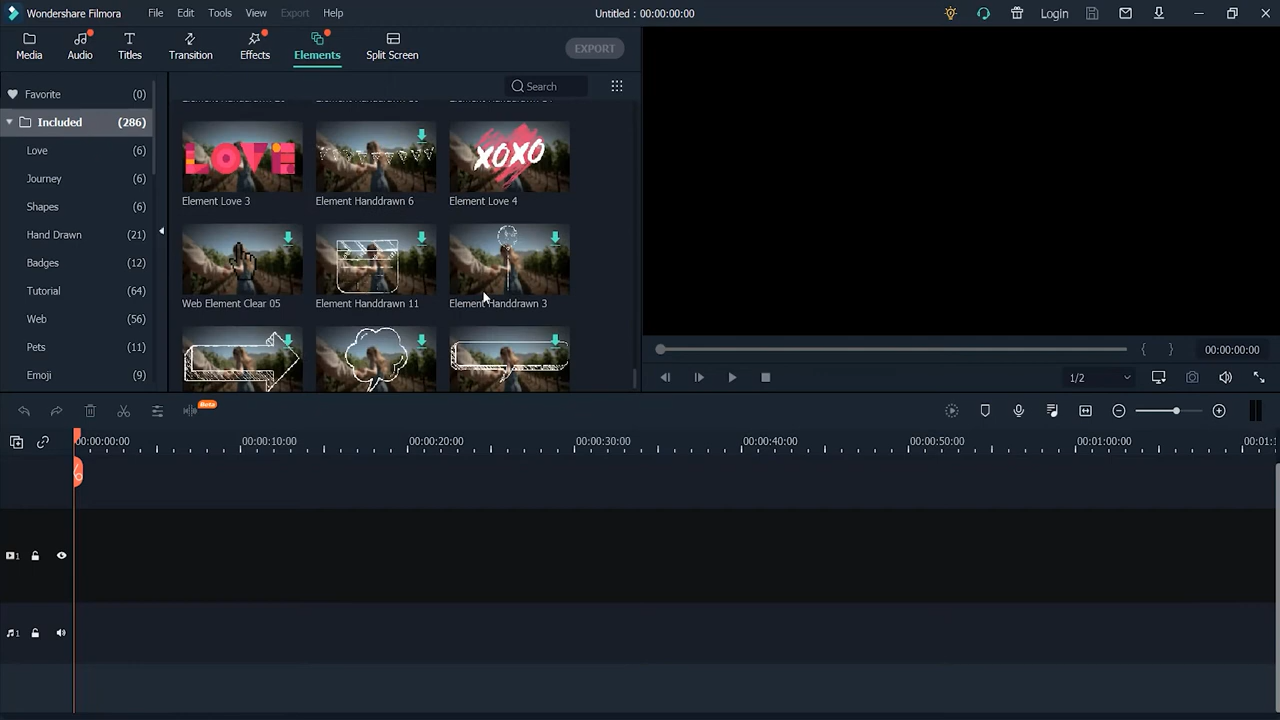 Wondershare Filmora File Edit Tools View Export Help Untitled : 00:00:00:00 Login
Media Audio Titles Transition Effects Elements Split Screen EXPORT
Favorite (0) Search
Included (286)
Love (6)
Journey (6)
Shapes (6)
Hand Drawn (21)
Badges (12)
Tutorial (64)
Web (56)
Pets (11)
Emoji (9)
LOVE XOXO
Element Love 3 Element Handdrawn 6 Element Love 4
Web Element Clear 05 Element Handdrawn 11 Element Handdrawn 3
00:00:00:00
1/2
Beta
00:00:00:00 00:00:10:00 00:00:20:00 00:00:30:00 00:00:40:00 00:00:50:00 00:01:00:00 00:01:1
1
1